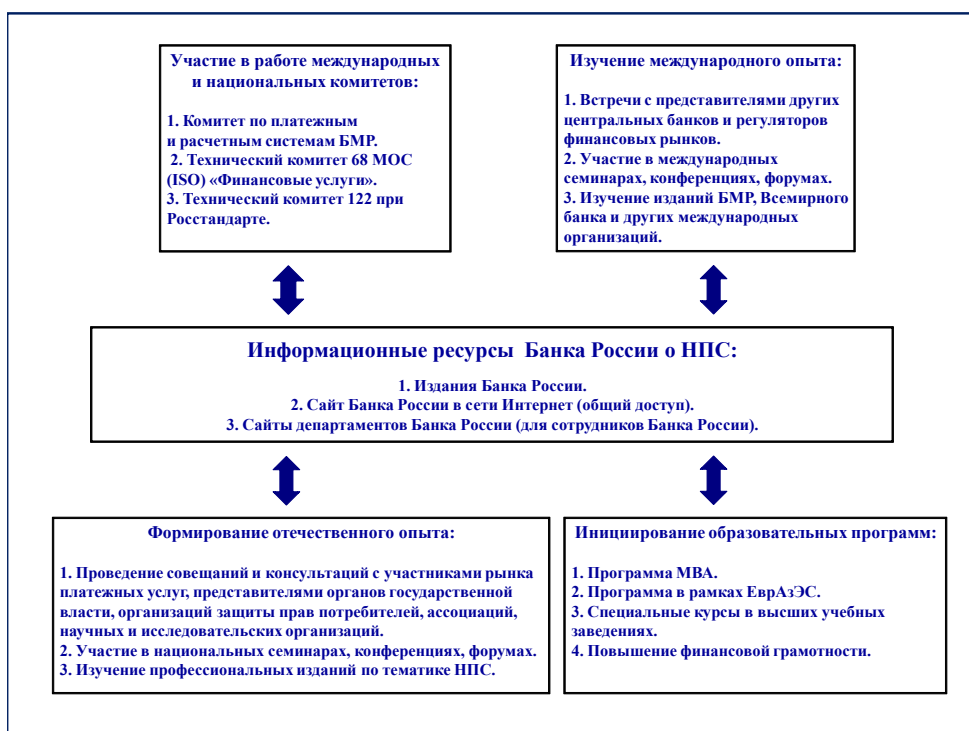 Участие в работе международных
и национальных комитетов:
1. Комитет по платежным
и расчетным системам БМР.
2. Технический комитет 68 МОС
(ISO) «Финансовые услуги».
3. Технический комитет 122 при
Росстандарте.
Изучение международного опыта:
1. Встречи с представителями других
центральных банков и регуляторов
финансовых рынков.
2. Участие в международных
семинарах, конференциях, форумах.
3. Изучение изданий БМР, Всемирного
банка и других международных
организаций.
Информационные ресурсы Банка России о НПС:
1. Издания Банка России.
2. Сайт Банка России в сети Интернет (общий доступ).
3. Сайты департаментов Банка России (для сотрудников Банка России).
Формирование отечественного опыта:
1. Проведение совещаний и консультаций с участниками рынка
платежных услуг, представителями органов государственной
власти, организаций защиты прав потребителей, ассоциаций,
научных и исследовательских организаций.
2. Участие в национальных семинарах, конференциях, форумах.
3. Изучение профессиональных изданий по тематике НПС.
Инициирование образовательных программ:
1. Программа МВА.
2. Программа в рамках ЕврАзЭС.
3. Специальные курсы в высших учебных
заведениях.
4. Повышение финансовой грамотности.